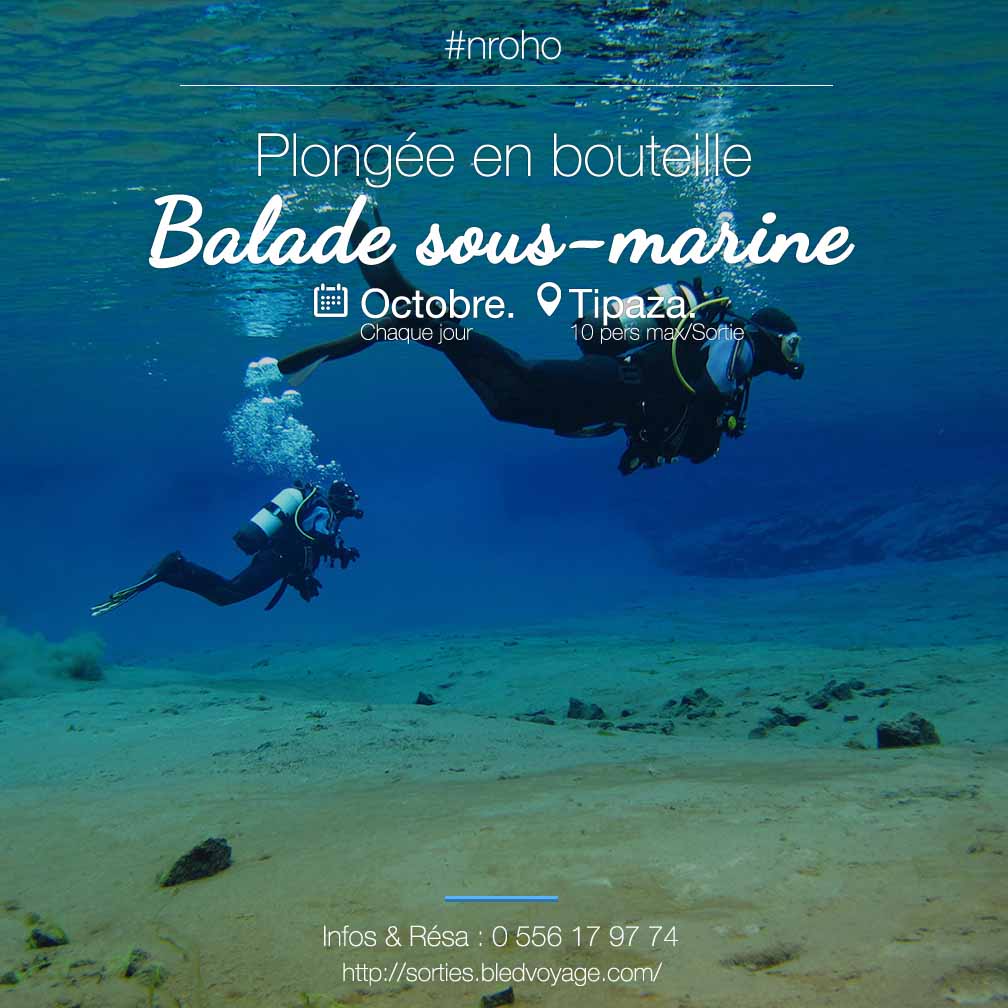 #nroho
Plongée en bouteille
Balade sous-marine
Octobre. Tipaza.
Chaque jour 10 pers max/Sortie
Infos & Résa : 0 556 17 97 74
http://sorties.bledvoyage.com/